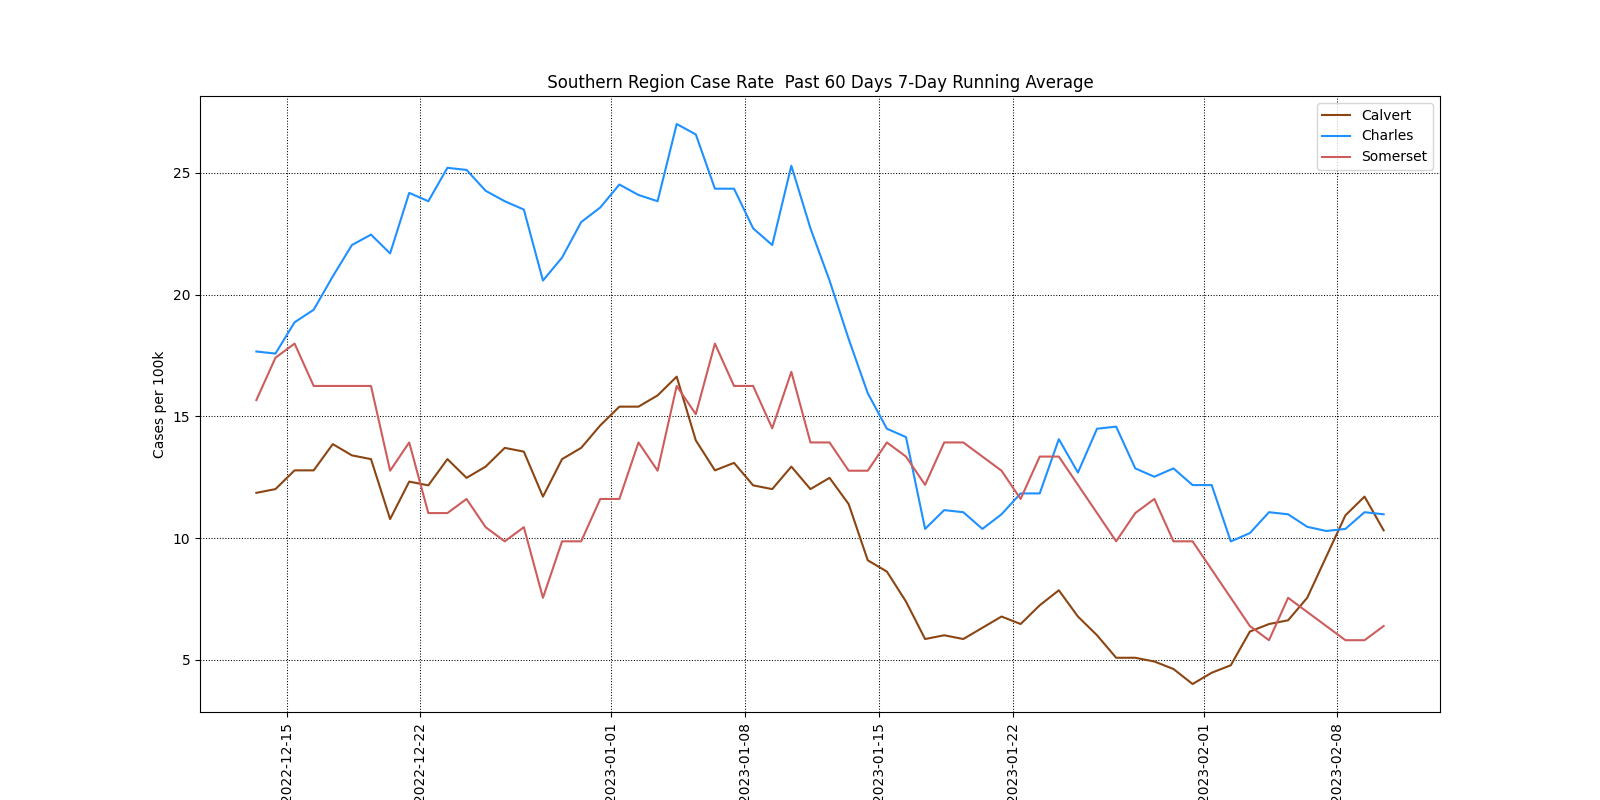 Southern Region Case Rate  Past 60 Days 7-Day Running Average
Calvert
Charles
Somerset
Cases per 100k
25
20
15
10
5
2022-12-15
2022-12-22
2023-01-01
2023-01-08
2023-01-15
2023-01-22
2023-02-01
2023-02-08